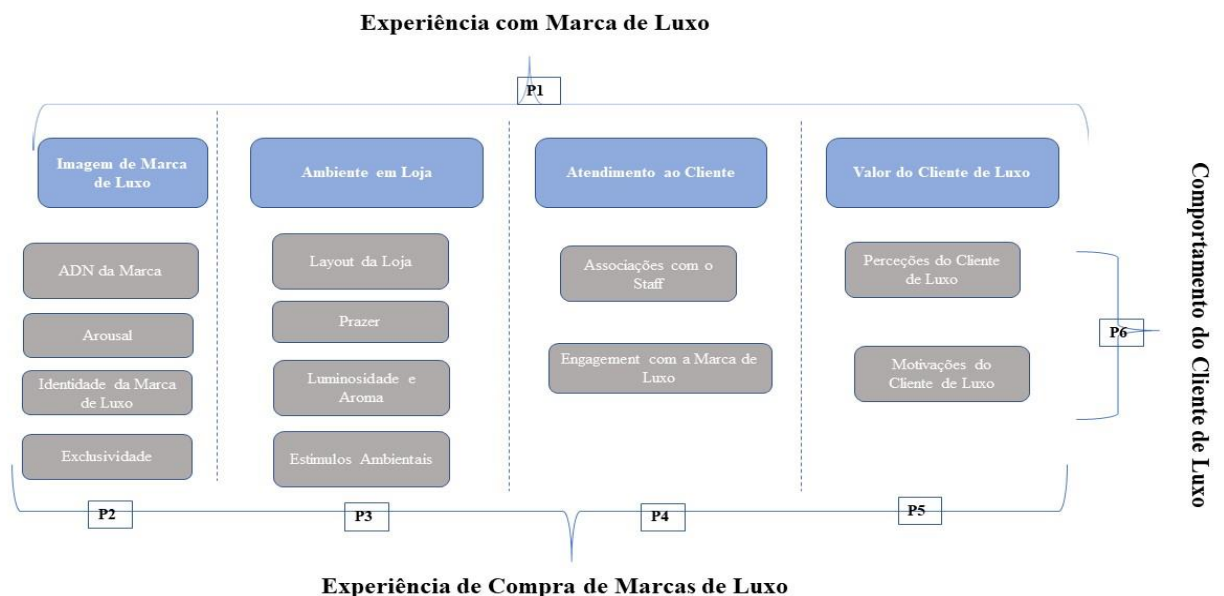 Experiência com Marca de Luxo
P1
Imagem de Marca
de Luxo
Ambiente em Loja
Atendimento ao Cliente
Valor do Cliente de Luxo
ADN da Marca
Arousal
Identidade da Marca
de Luxo
Exclusividade
Layout da Loja
Prazer
Luminosidade e
Aroma
Estimulos Ambientais
Associações com o
Staff
Engagement com a Marca de
Luxo
Perceções do Cliente
de Luxo
Motivações do
Cliente de Luxo
P6
Comportamento do Cliente de Luxo
P2
P3
P4
P5
Experiência de Compra de Marcas de Luxo